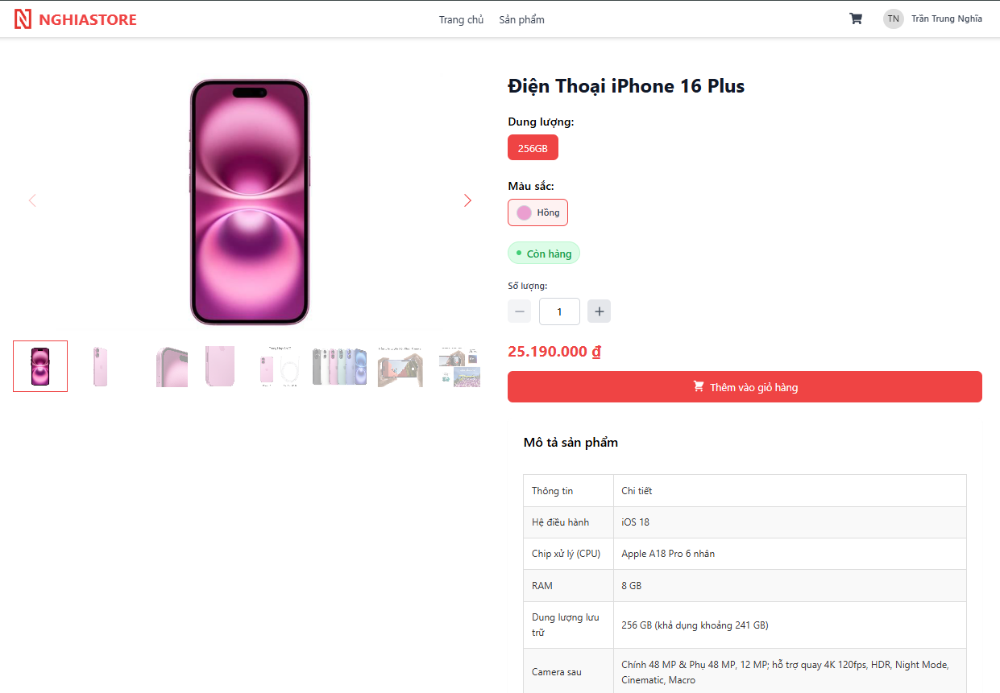 NGHIASTORE
Trang chủ
Sản phẩm
TN
Trần Trung Nghĩa
Điện Thoại iPhone 16 Plus
Dung lượng:
256GB
Màu sắc:
Hồng
Còn hàng
Số lượng:
1
25.190.000 ₫
Thêm vào giỏ hàng
Mô tả sản phẩm
Thông tin
Chi tiết
Hệ điều hành
iOS 18
Chip xử lý (CPU)
Apple A18 Pro 6 nhân
RAM
8 GB
Dung lượng lưu
trữ
256 GB (khả dụng khoảng 241 GB)
Camera sau
Chính 48 MP & Phụ 48 MP, 12 MP; hỗ trợ quay 4K 120fps, HDR, Night Mode,
Cinematic, Macro